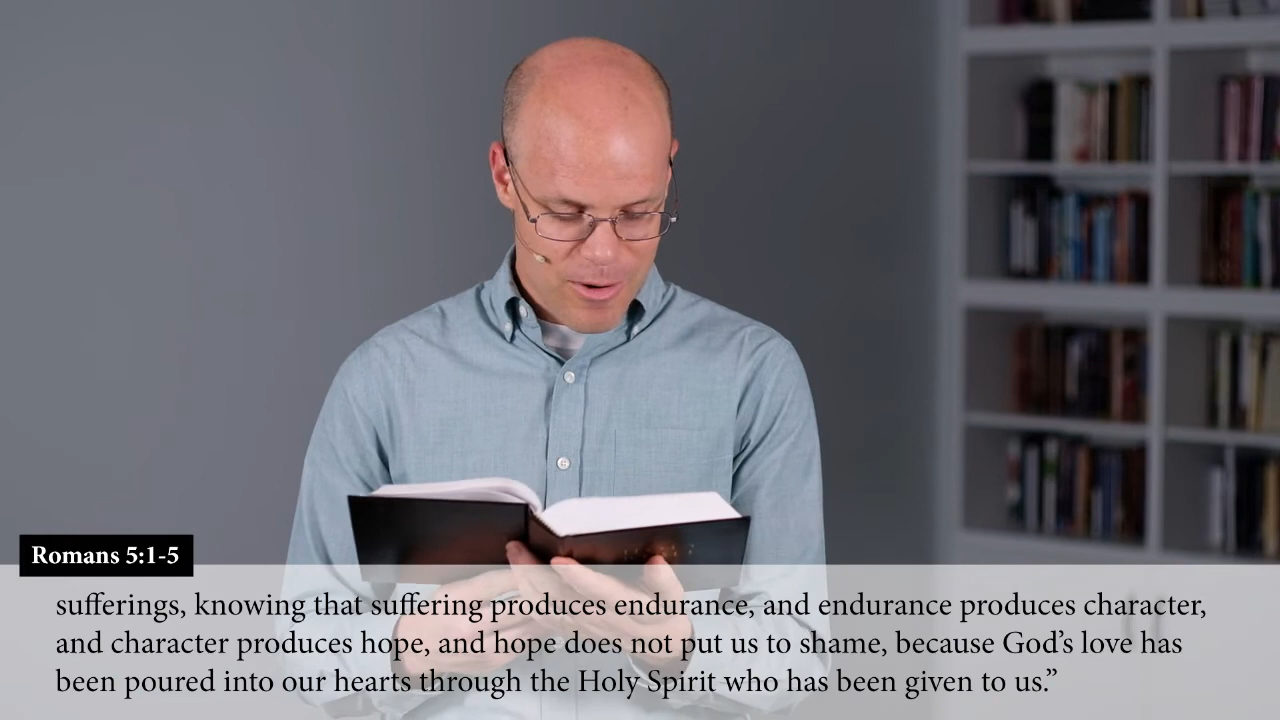 Romans 5:1-5
sufferings, knowing that suffering produces endurance, and endurance produces character,
and character produces hope, and hope does not put us to shame, because God’s love has
been poured into our hearts through the Holy Spirit who has been given to us.”